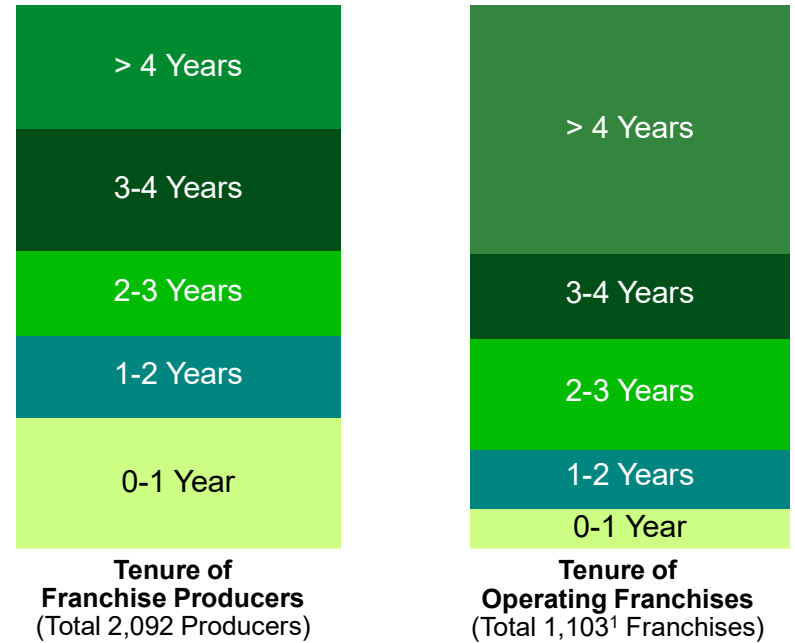 > 4 Years
3-4 Years
2-3 Years
1-2 Years
0-1 Year
Tenure of
Franchise Producers
(Total 2,092 Producers)
> 4 Years
3-4 Years
2-3 Years
1-2 Years
0-1 Year
Tenure of
Operating Franchises
(Total 1,103¹ Franchises)